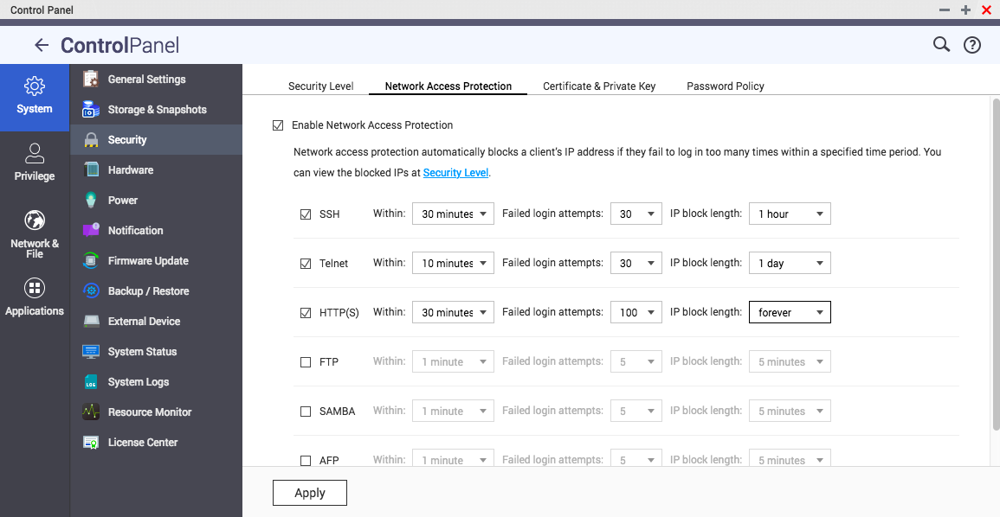 Control Panel
ControlPanel
System
Privilege
Network &
File
Applications
General Settings
Storage & Snapshots
Security
Hardware
Power
Notification
Firmware Update
Backup / Restore
External Device
System Status
System Logs
LOG
Resource Monitor
License Center
Security Level Network Access Protection Certificate & Private Key Password Policy
Enable Network Access Protection
Network access protection automatically blocks a client's IP address if they fail to log in too many times within a specified time period. You
can view the blocked IPs at Security Level.
SSH Within: 30 minutes Failed login attempts: 30 IP block length: 1 hour
Telnet Within: 10 minutes Failed login attempts: 30 IP block length: 1 day
HTTP(S) Within: 30 minutes Failed login attempts: 100 IP block length: forever
FTP Within: 1 minute Failed login attempts: 5 IP block length: 5 minutes
SAMBA Within: 1 minute Failed login attempts: 5 IP block length: 5 minutes
AFP Within: 1 minute Failed login attempts: 5 IP block length: 5 minutes
Apply